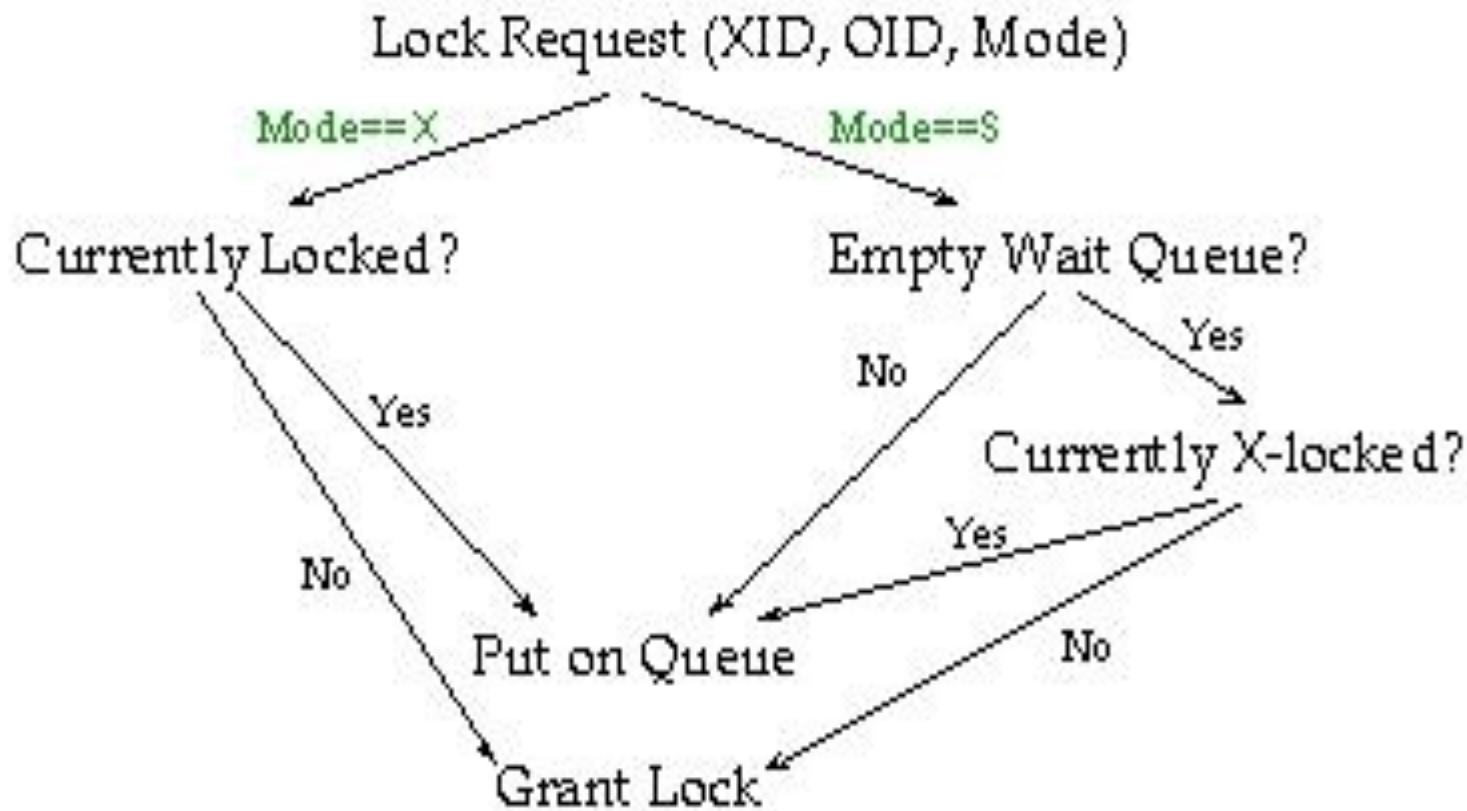 Lock Request (XID, OID, Mode)
Mode==X
Mode==S
Currently Locked?
Empty Wait Queue?
Yes
No
Yes
Currently X-locked?
Yes
No
No
Put on Queue
Grant Lock